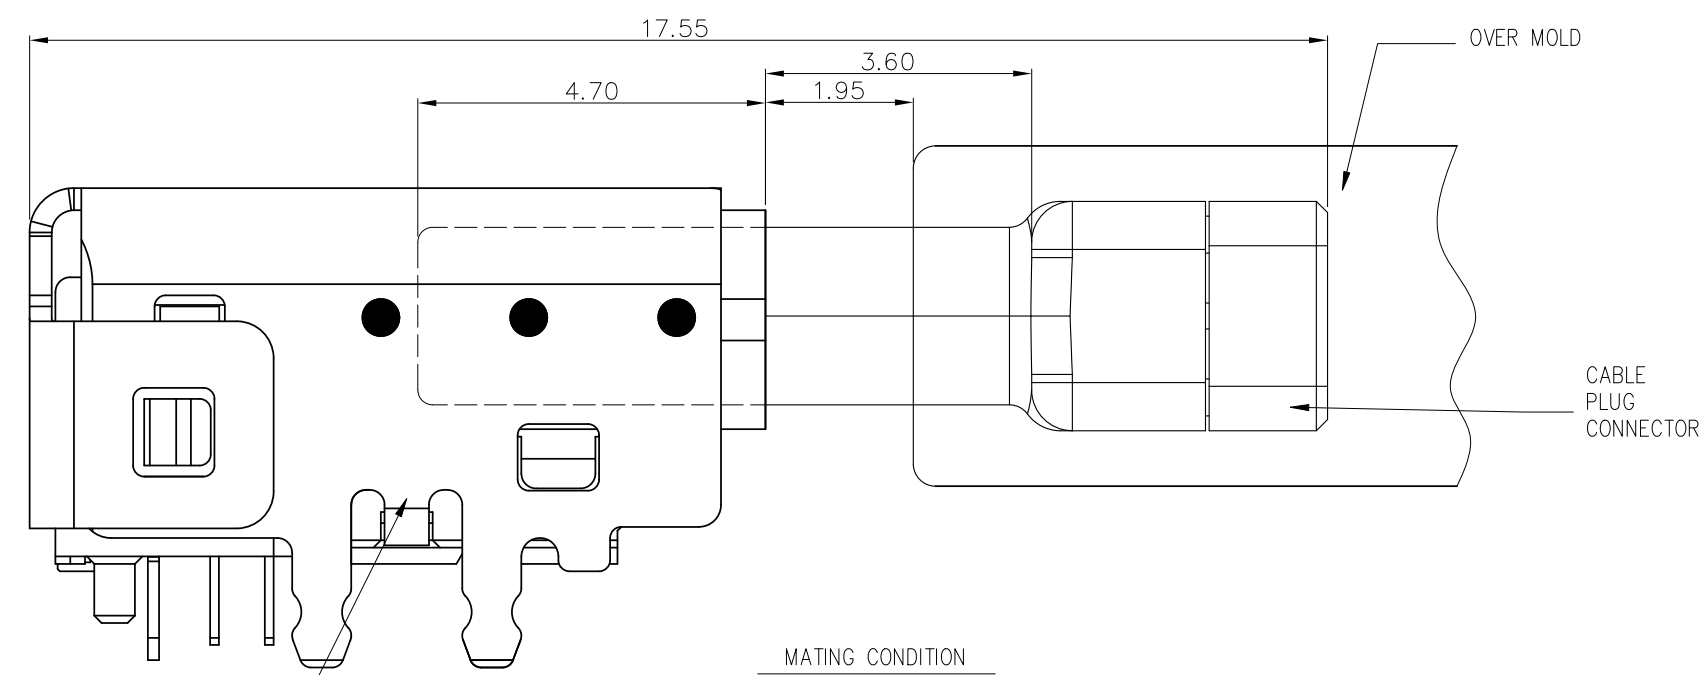 17.55
OVER MOLD
3.60
4.70
1.95
CABLE
PLUG
CONNECTOR
MATING CONDITION